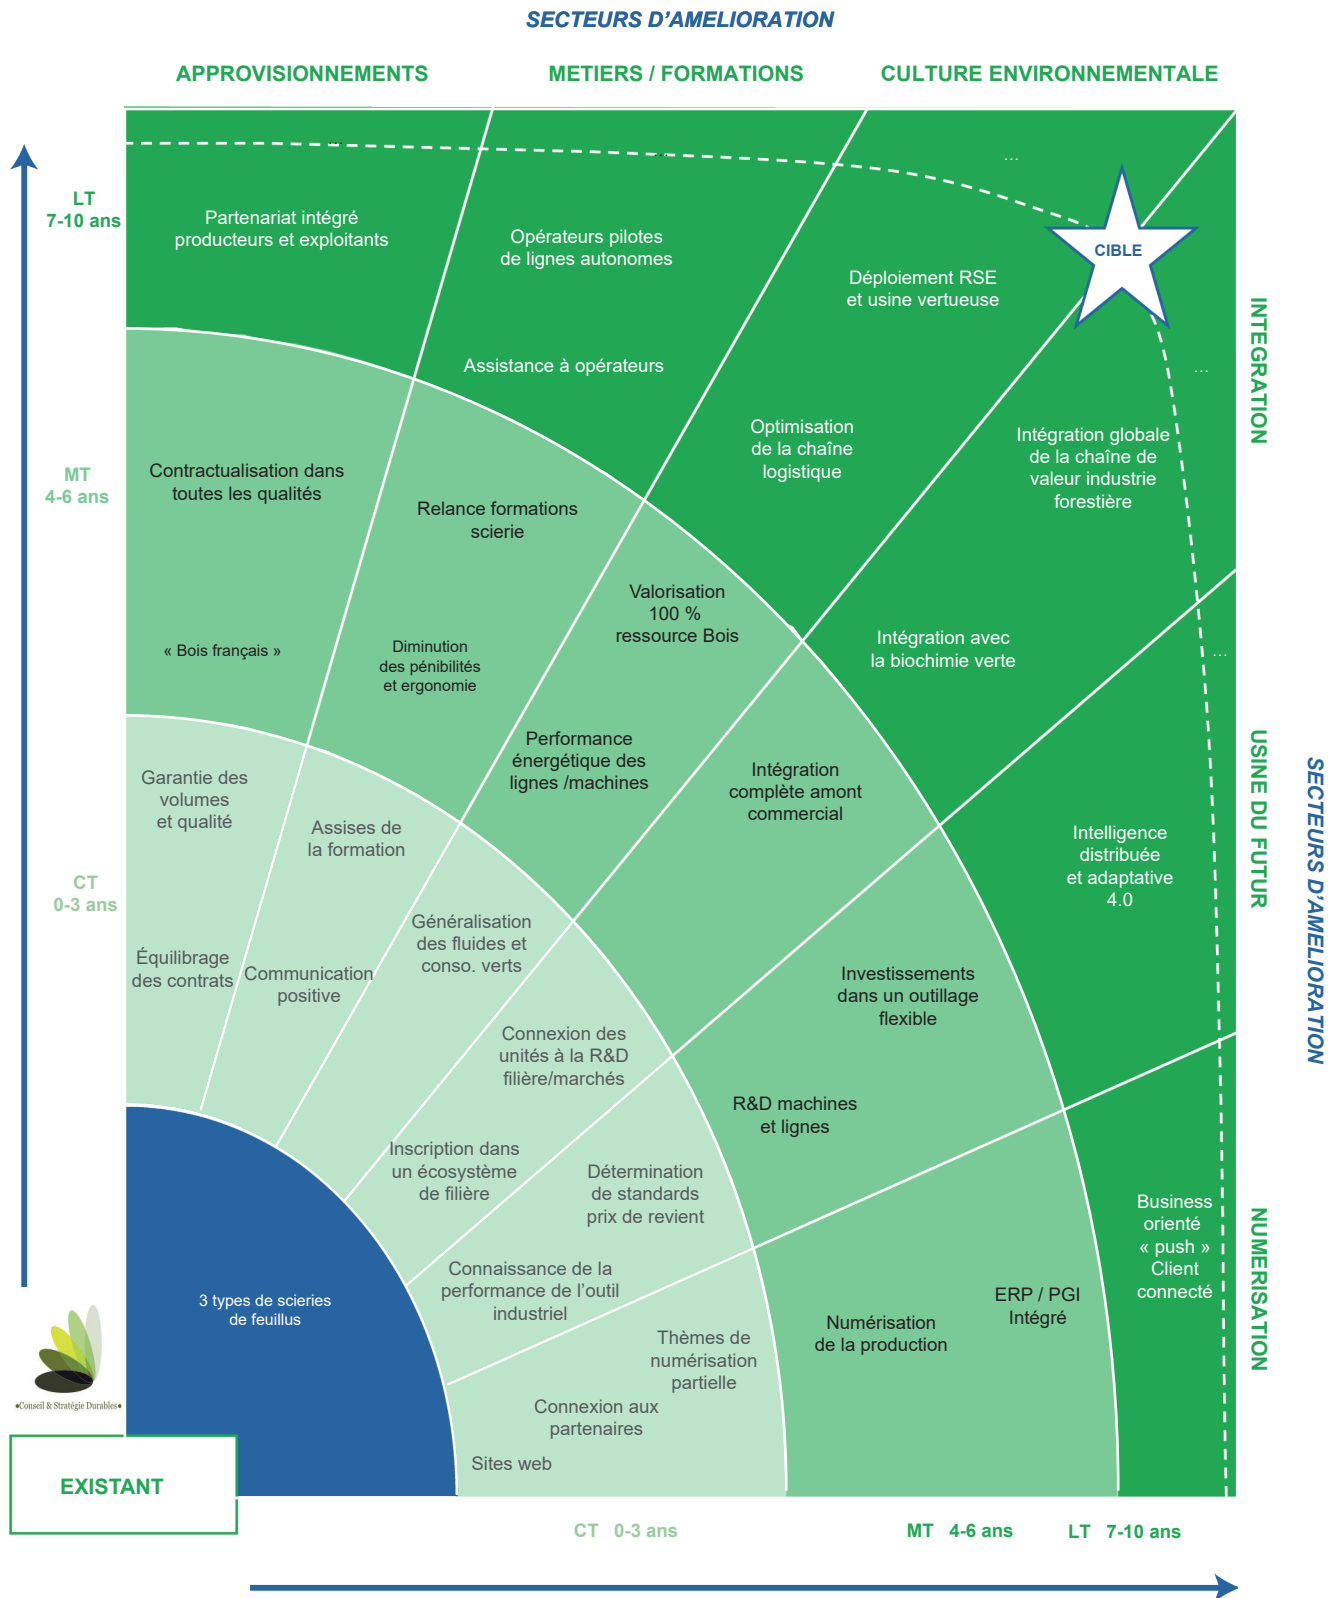 SECTEURS D'AMELIORATION
APPROVISIONNEMENTS
METIERS / FORMATIONS
CULTURE ENVIRONNEMENTALE
LT
7-10 ans
Partenariat intégré
producteurs et exploitants
...
Opérateurs pilotes
de lignes autonomes
Assistance à opérateurs
...
Déploiement RSE
et usine vertueuse
Optimisation
de la chaîne
logistique
...
CIBLE
INTEGRATION
...
Intégration globale
de la chaîne de
valeur industrie
forestière
Intégration avec
la biochimie verte
MT
4-6 ans
Contractualisation dans
toutes les qualités
« Bois français »
Relance formations
scierie
Diminution
des pénibilités
et ergonomie
Valorisation
100 %
ressource Bois
Performance
énergétique des
lignes /machines
Intégration
complète amont
commercial
...
USINE DU FUTUR
SECTEURS D'AMELIORATION
Intelligence
distribuée
et adaptative
4.0
Investissements
dans un outillage
flexible
R&D machines
et lignes
CT
0-3 ans
Garantie des
volumes
et qualité
Équilibrage
des contrats
Assises de
la formation
Communication
positive
Généralisation
des fluides et
conso. verts
Connexion des
unités à la R&D
filière/marchés
Inscription dans
un écosystème
de filière
Détermination
de standards
prix de revient
Connaissance de la
performance de l'outil
industriel
NUMERISATION
Business
orienté
« push »
Client
connecté
ERP / PGI
Intégré
Numérisation
de la production
Thèmes de
numérisation
partielle
Connexion aux
partenaires
Sites web
3 types de scieries
de feuillus
•Conseil & Stratégie Durables•
EXISTANT
CT 0-3 ans
MT 4-6 ans
LT 7-10 ans